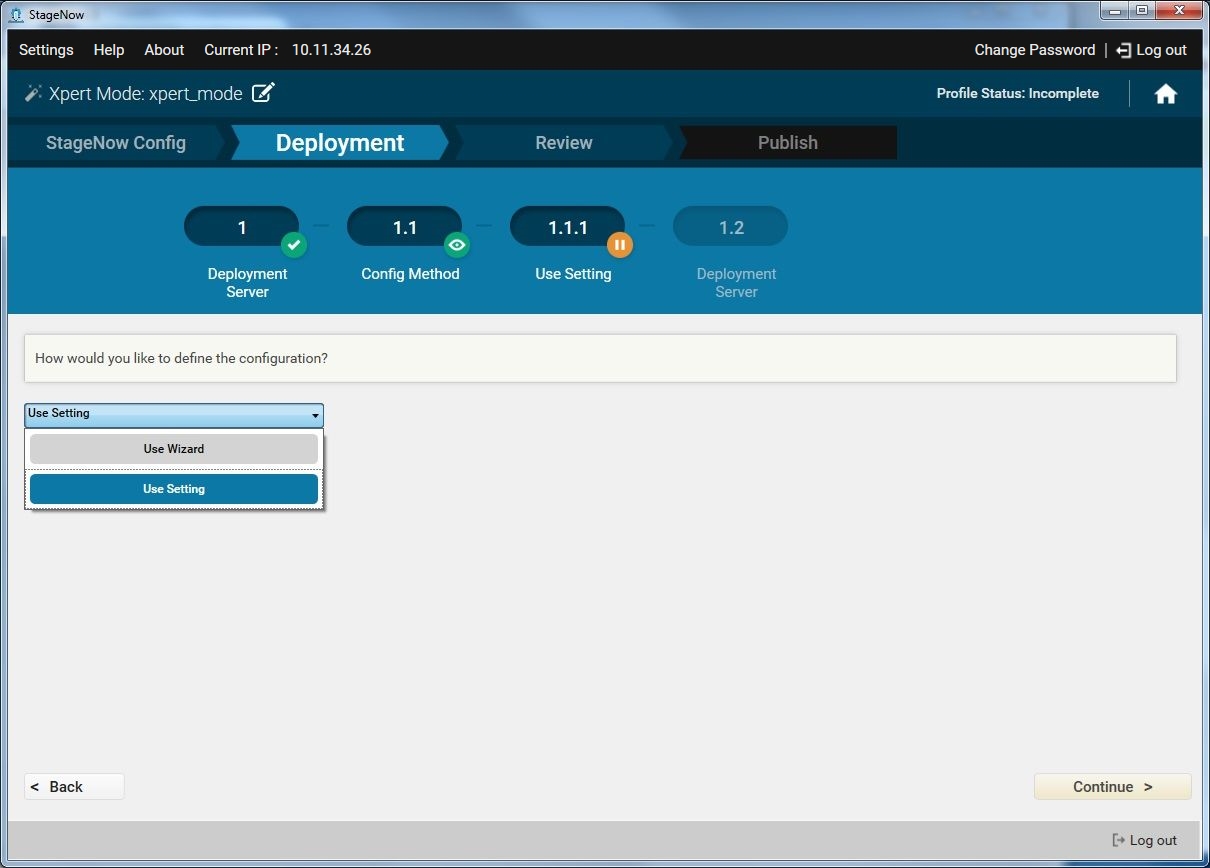 StageNow
Settings Help About Current IP : 10.11.34.26 Change Password | Log out
Xpert Mode: xpert_mode Profile Status: Incomplete
StageNow Config Deployment Review Publish
1 1.1 1.1.1 1.2
Deployment Server Config Method Use Setting Deployment Server
How would you like to define the configuration?
Use Setting
Use Wizard
Use Setting
< Back Continue >
Log out